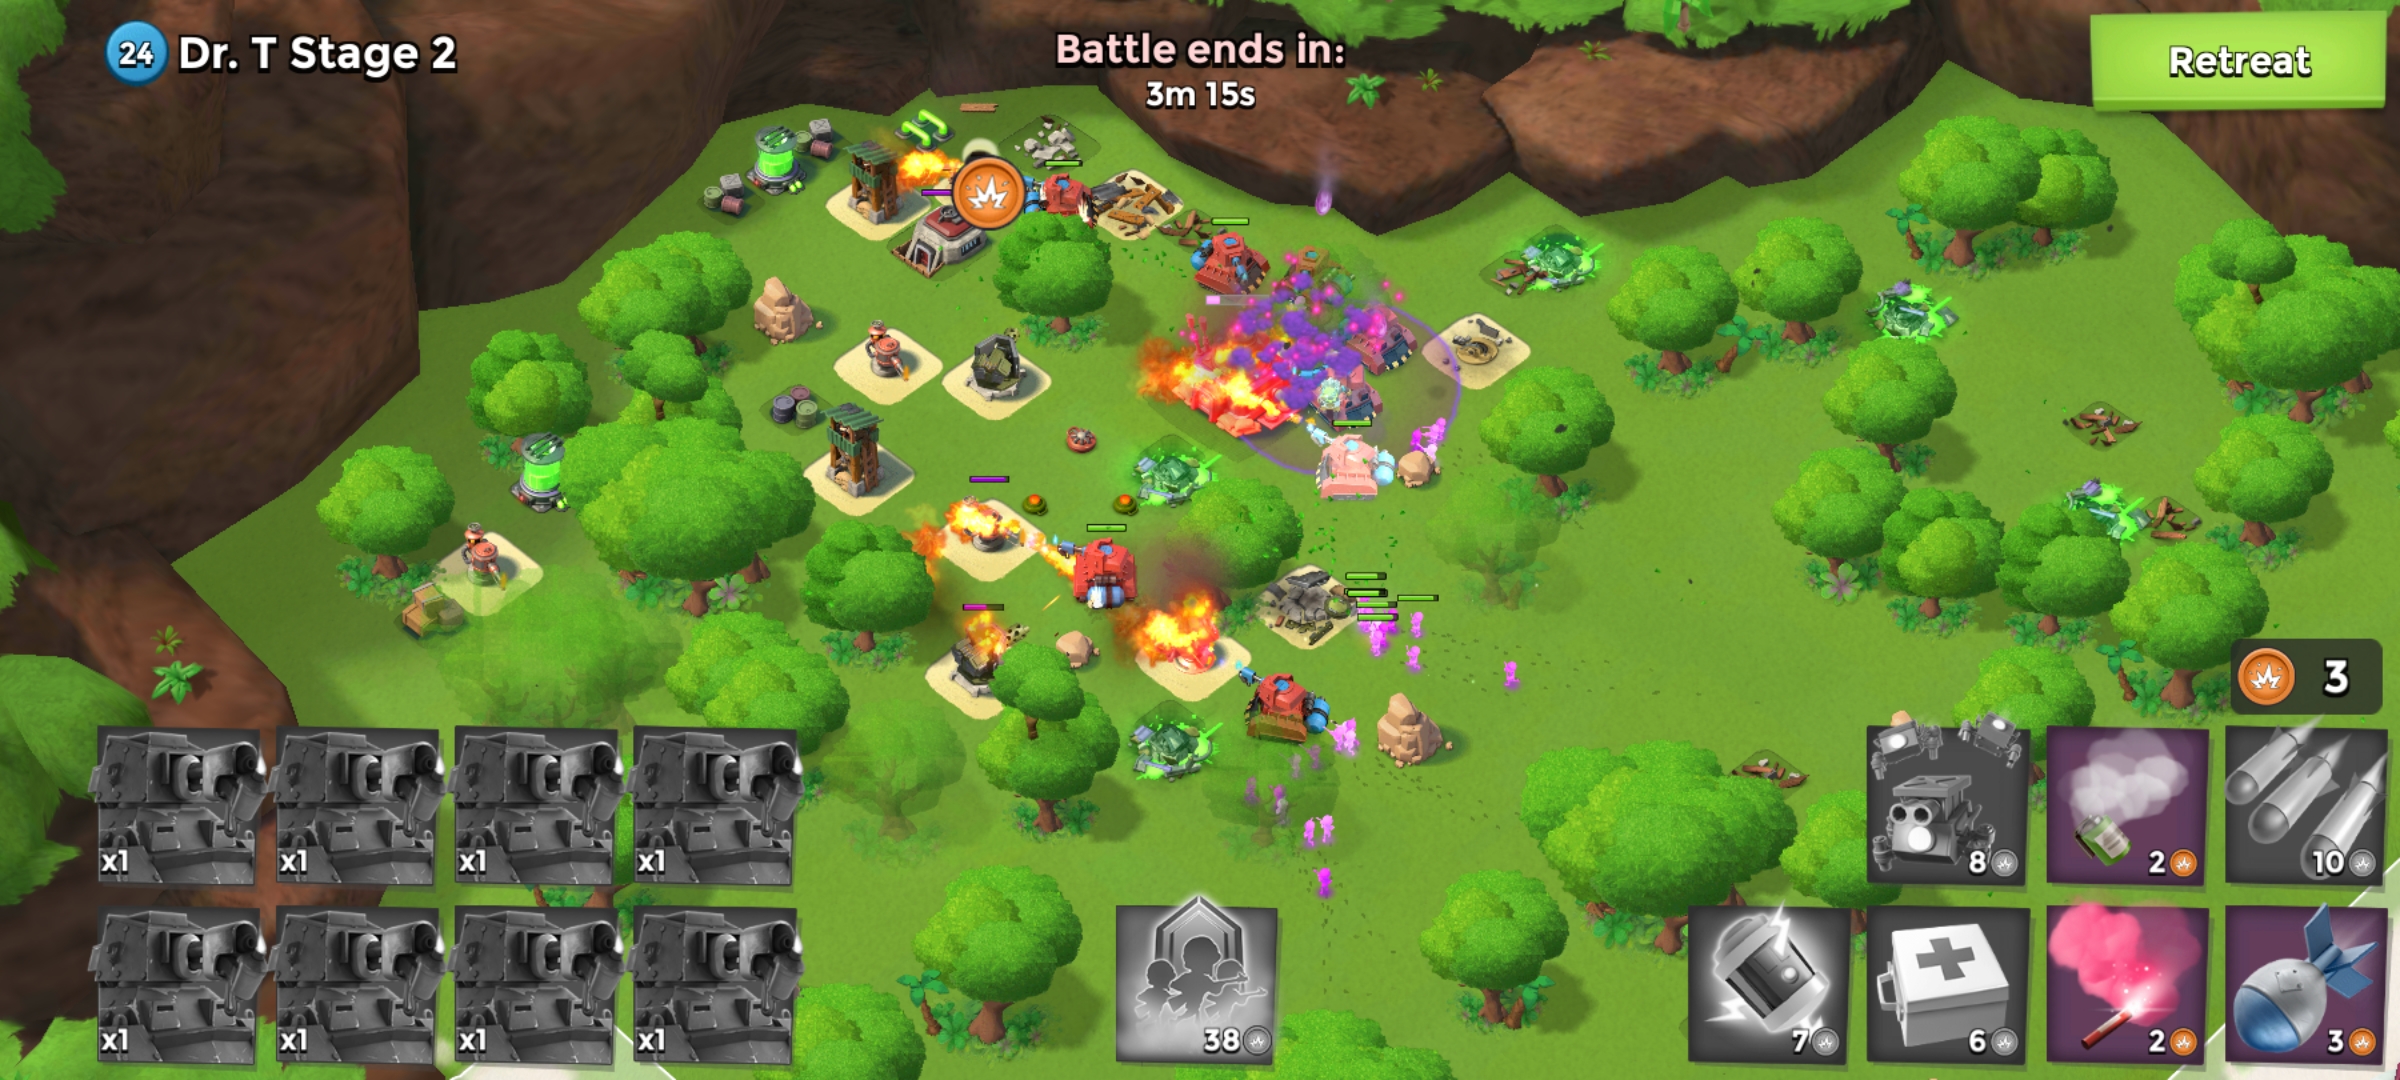 24 Dr. T Stage 2
Battle ends in:
3m 15s
Retreat
3
x1 x1 x1 x1
8 2 10
x1 x1 x1 x1
38
7 6 2 3